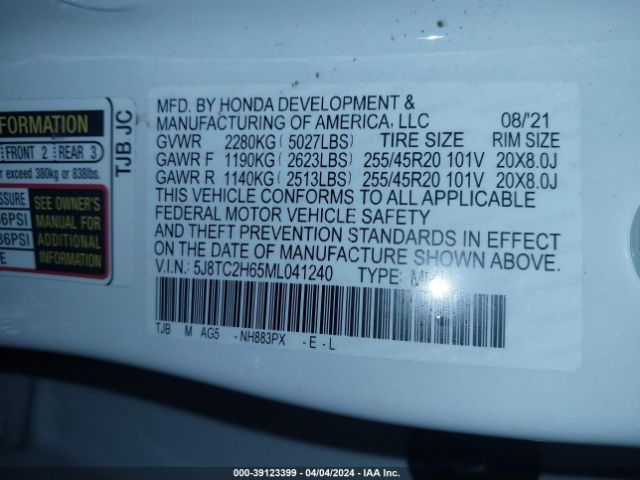 FORMATION
FRONT 2 REAR 3
exceed 380kg or 838lbs.
TJB JC
SSURE
SEE OWNER'S
MANUAL FOR
ADDITIONAL
INFORMATION
36PSI
36PSI
MFD. BY HONDA DEVELOPMENT &
MANUFACTURING OF AMERICA, LLC 08/'21
GVWR 2280KG (5027LBS) TIRE SIZE RIM SIZE
GAWR F 1190KG (2623LBS) 255/45R20 101V 20X8.0J
GAWR R 1140KG (2513LBS) 255/45R20 101V 20X8.0J
THIS VEHICLE CONFORMS TO ALL APPLICABLE
FEDERAL MOTOR VEHICLE SAFETY
AND THEFT PREVENTION STANDARDS IN EFFECT
ON THE DATE OF MANUFACTURE SHOWN ABOVE.
V.I.N.: 5J8TC2H65ML041240 TYPE:
TJB M AG5 -NH883PX -E-L
000-39123399 - 04/04/2024 - IAA Inc.